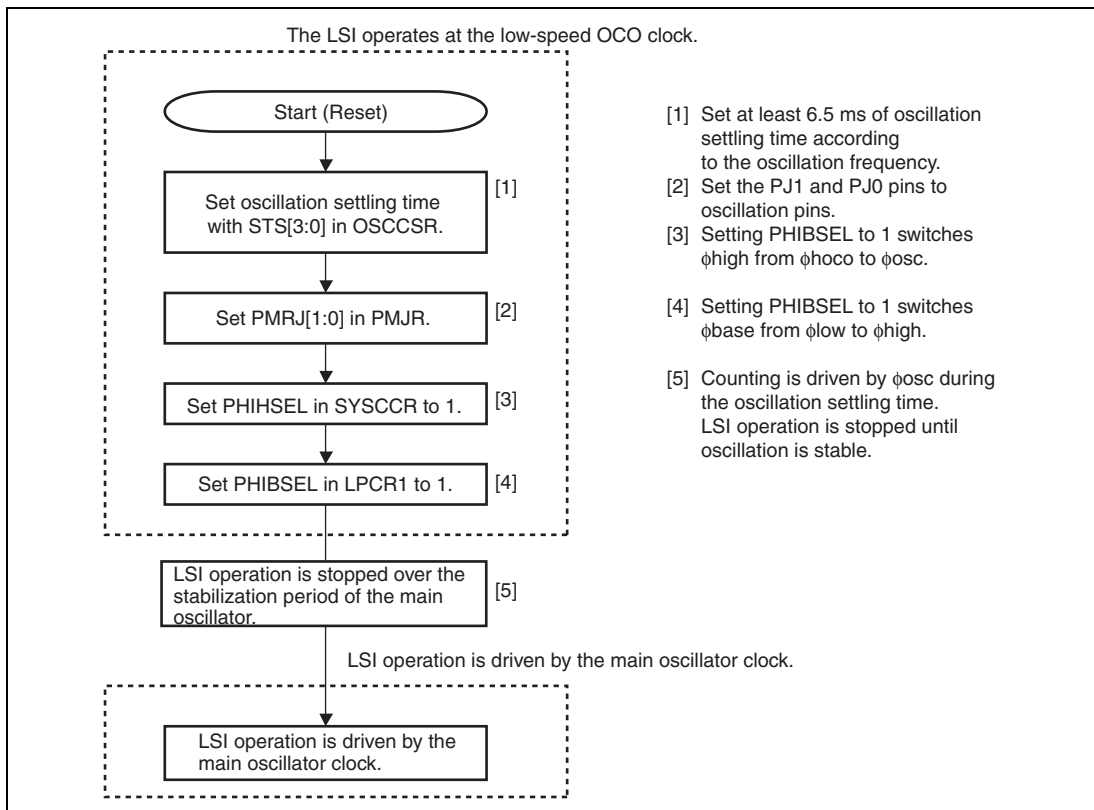 The LSI operates at the low-speed OCO clock.
Start (Reset)
Set oscillation settling time
with STS[3:0] in OSCCSR.
[1]
Set PMRJ[1:0] in PMJR.
[2]
Set PHIHSEL in SYSCCR to 1.
[3]
Set PHIBSEL in LPCR1 to 1.
[4]
LSI operation is stopped over the
stabilization period of the main
oscillator.
[5]
LSI operation is driven by the main oscillator clock.
LSI operation is driven by the
main oscillator clock.
[1] Set at least 6.5 ms of oscillation
settling time according
to the oscillation frequency.
[2] Set the PJ1 and PJ0 pins to
oscillation pins.
[3] Setting PHIBSEL to 1 switches
ϕhigh from ϕhoco to ϕosc.
[4] Setting PHIBSEL to 1 switches
ϕbase from ϕlow to ϕhigh.
[5] Counting is driven by ϕosc during
the oscillation settling time.
LSI operation is stopped until
oscillation is stable.